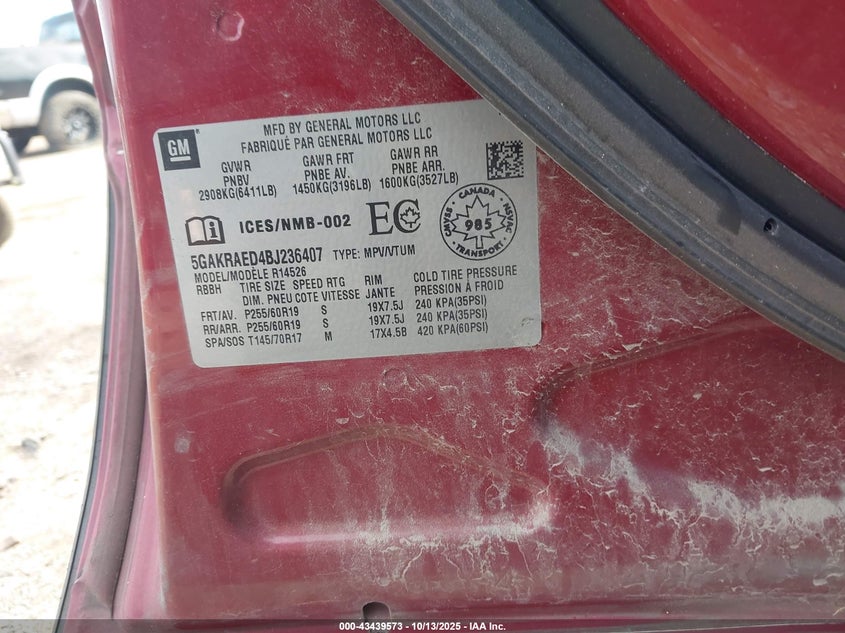 GM
MFD BY GENERAL MOTORS LLC
FABRIQUÉ PAR GENERAL MOTORS LLC
GVWR GAWR FRT GAWR RR
PNBV PNBE AV. PNBE ARR.
2908KG(6411LB) 1450KG(3196LB) 1600KG(3527LB)
ICES/NMB-002 EC
CANADA
CMVSS 985 NSVAC
TRANSPORT
5GAKRAED4BJ236407 TYPE: MPV/VTUM
MODEL/MODÈLE R14526
RBBH TIRE SIZE SPEED RTG RIM COLD TIRE PRESSURE
DIM. PNEU COTE VITESSE JANTE PRESSION À FROID
FRT/AV. P255/60R19 S 19X7.5J 240 KPA(35PSI)
RR/ARR. P255/60R19 S 19X7.5J 240 KPA(35PSI)
SPA/SOS T145/70R17 M 17X4.5B 420 KPA(60PSI)
000-43439573 - 10/13/2025 - IAA Inc.